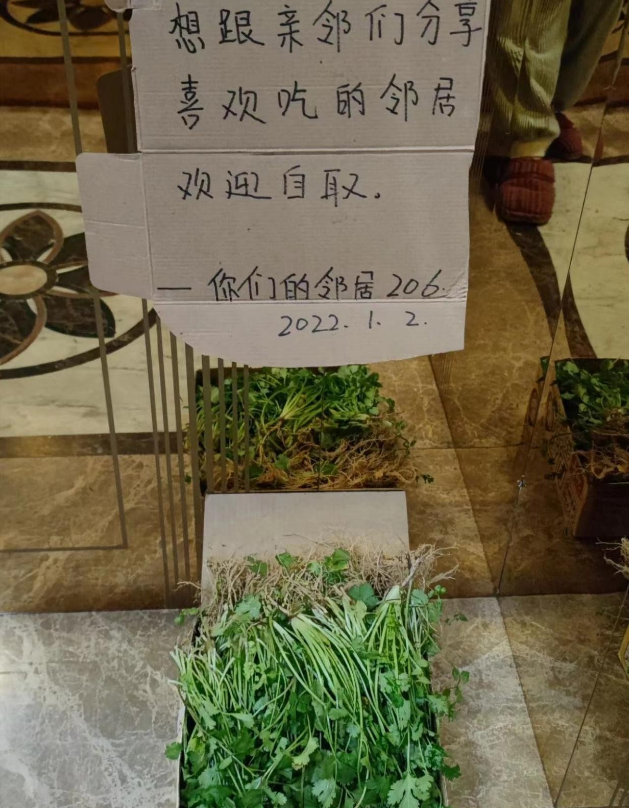 想跟亲邻们分享
喜欢吃的邻居
欢迎自取。
— 你们的邻居 206.
2022. 1. 2.